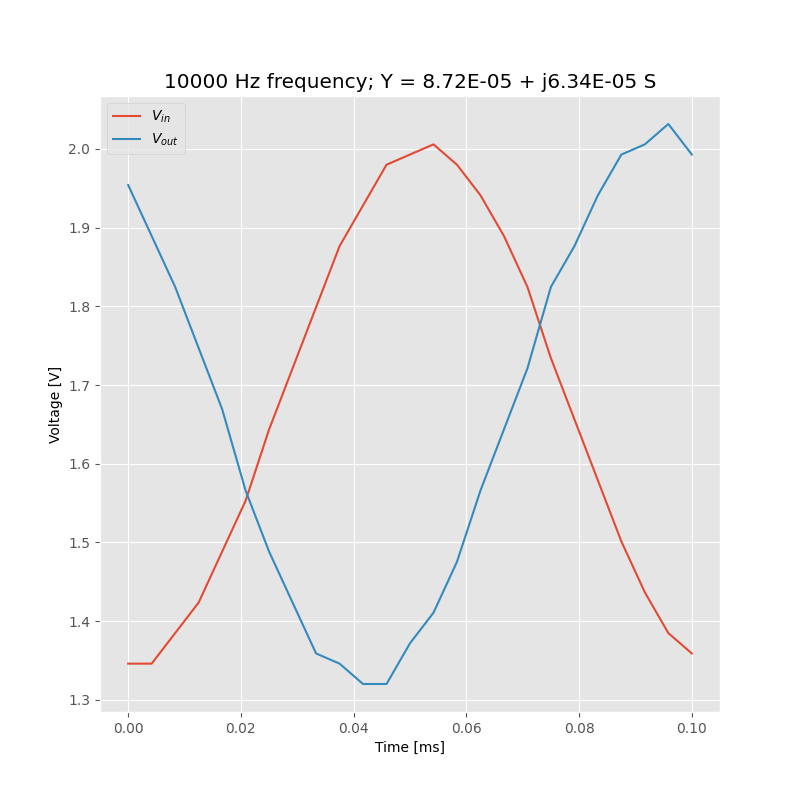 10000 Hz frequency; Y = 8.72E-05 + j6.34E-05 S
V_in
V_out
2.0
1.9
1.8
1.7
1.6
1.5
1.4
1.3
Voltage [V]
0.00 0.02 0.04 0.06 0.08 0.10
Time [ms]